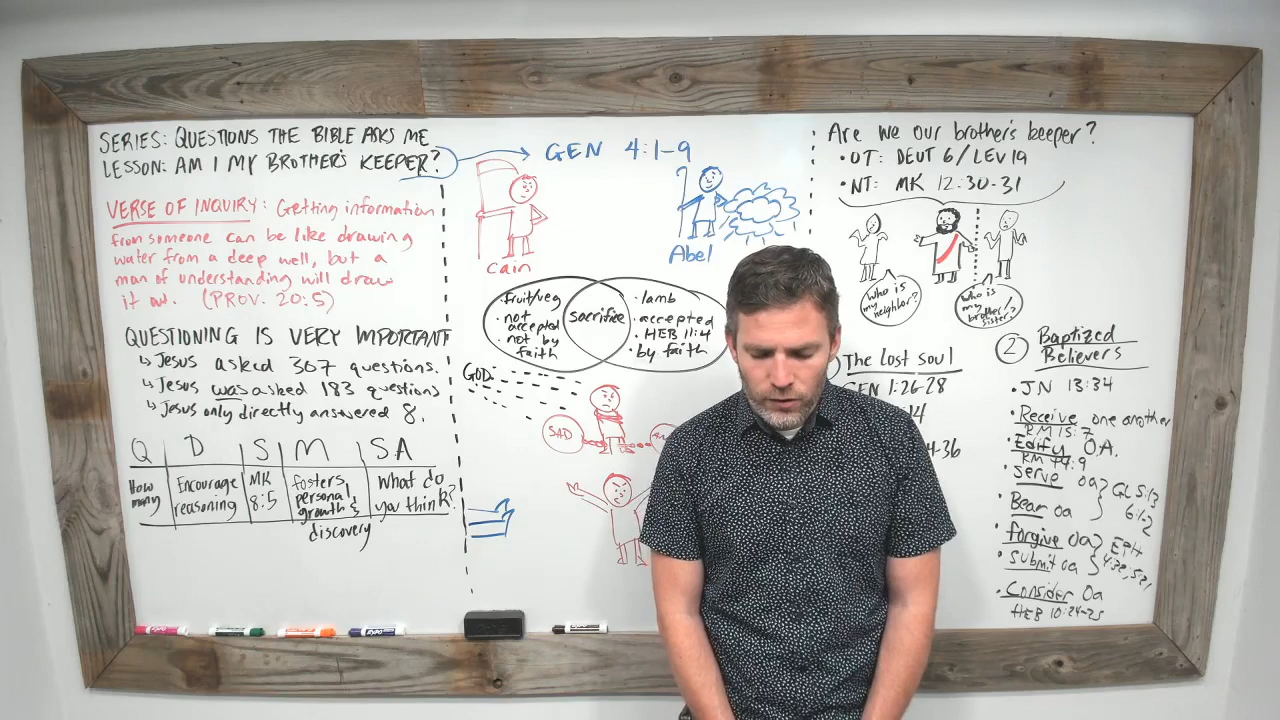 SERIES: QUESTIONS THE BIBLE ASKS ME
LESSON: AM I MY BROTHER'S KEEPER?
VERSE OF INQUIRY: Getting information
from someone can be like drawing
water from a deep well, but a
man of understanding will draw
it out. (PROV. 20:5)
QUESTIONING IS VERY IMPORTANT
Jesus asked 307 questions.
Jesus was asked 183 questions
Jesus only directly answered 8.
Q D S M SA
How many
Encourage reasoning
MK 8:5
fosters personal growth &
discovery
What do you think?
GEN 4:1-9
Cain
Abel
• fruit/veg
• not accepted
• not by faith
sacrifice
• lamb
• accepted
• HEB 11:4
• by faith
GOD:
SAD
Are we our brother's keeper?
• OT: DEUT 6/LEV 19
• NT: MK 12:30-31
Who is my neighbor?
Who is my brother/sister?
The Lost soul
GEN 1:26-28
14
4-36
2 Baptized
Believers
• JN 13:34
• Receive one another
RM 15:7
• Edify OA.
RM 14:9
• serve oa
GL 5:13
• Bear oa
6:1-2
• forgive oa
EPH
• submit oa
4:32, 5:21
• Consider Oa
HEB 10:24-25
EXPO